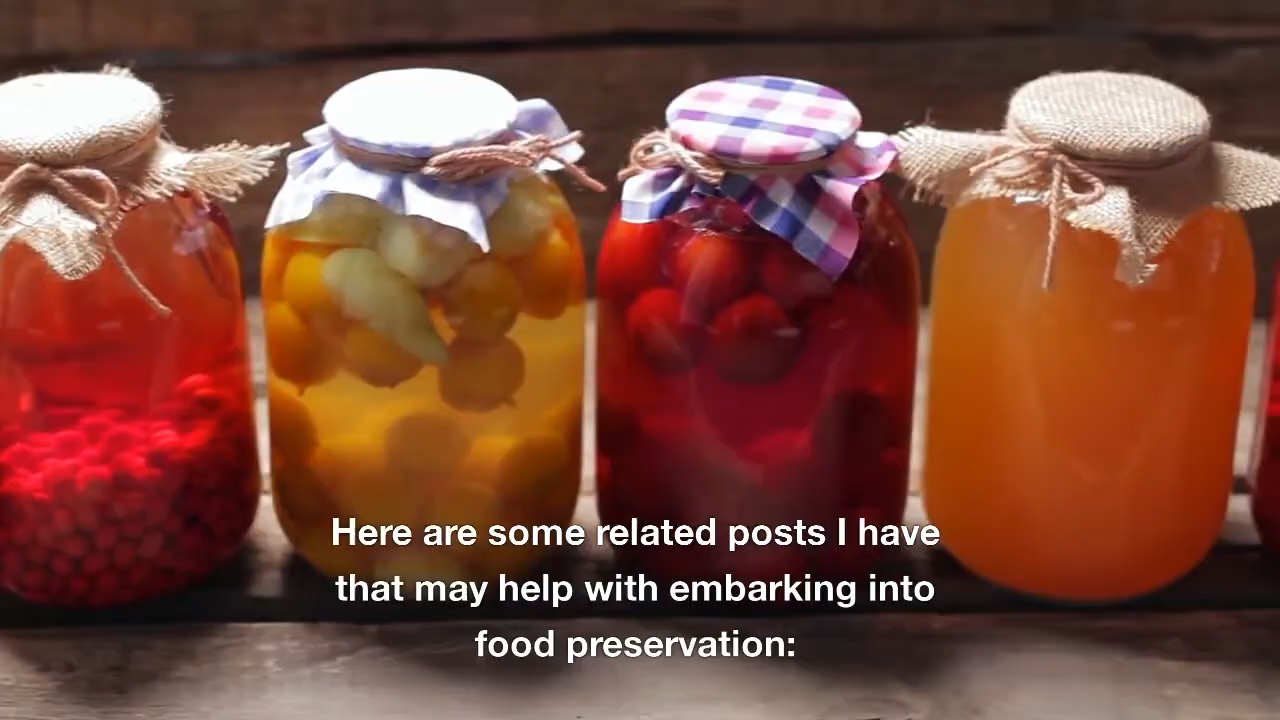 Here are some related posts I have
that may help with embarking into
food preservation: